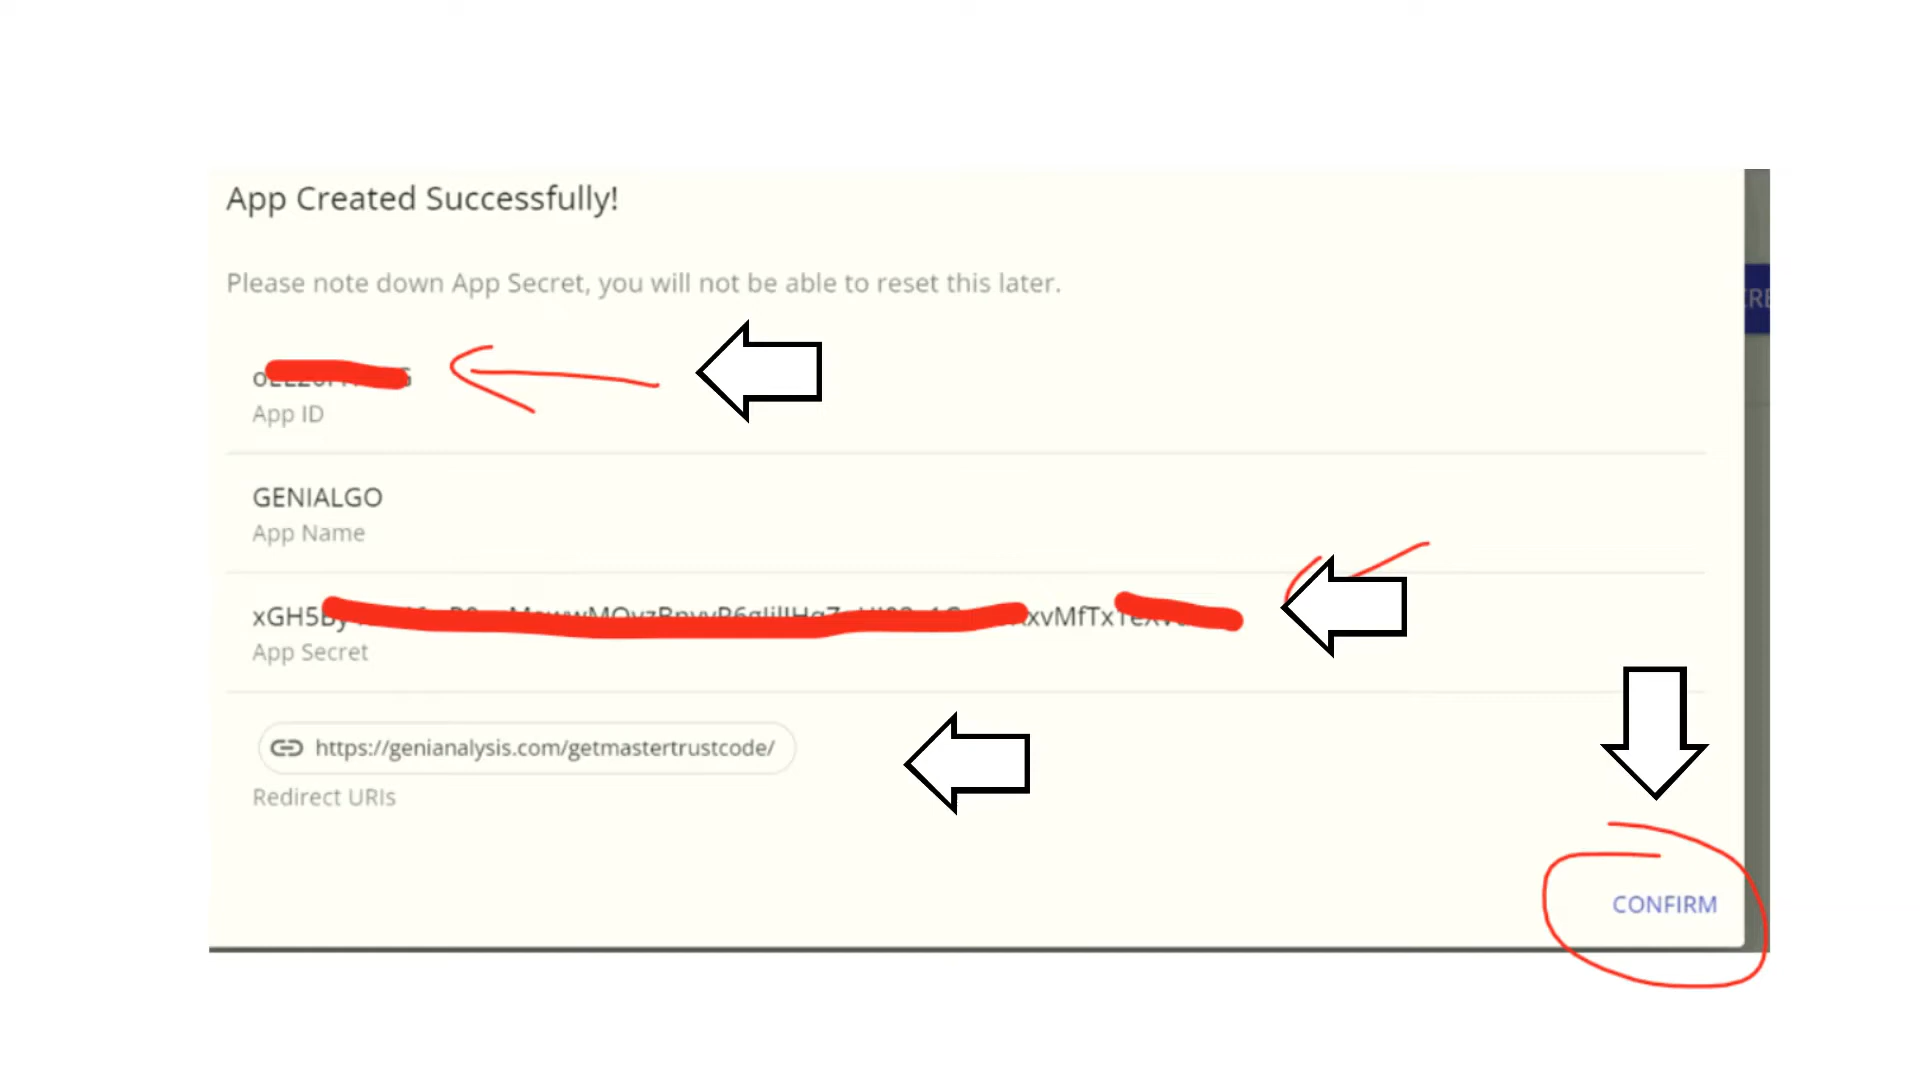 App Created Successfully!
Please note down App Secret, you will not be able to reset this later.
App ID
GENIALGO
App Name
App Secret
https://genianalysis.com/getmastertrustcode/
Redirect URIs
CONFIRM